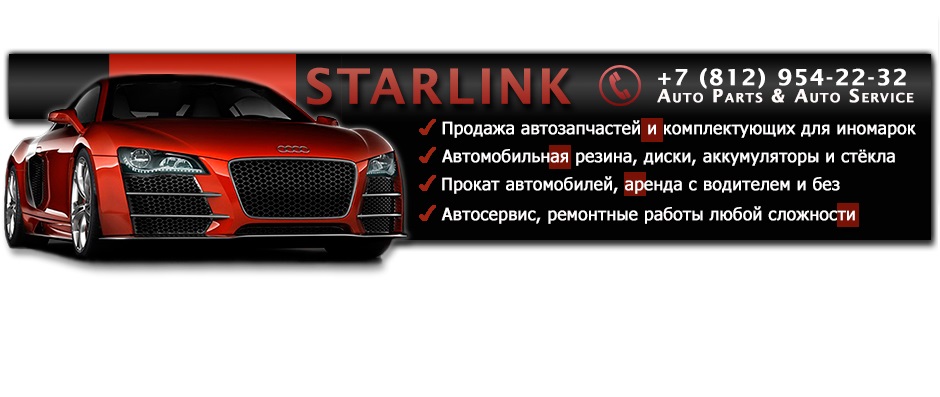 STARLINK
+7 (812) 954-22-32
Auto Parts & Auto Service
Продажа автозапчастей и комплектующих для иномарок
Автомобильная резина, диски, аккумуляторы и стёкла
Прокат автомобилей, аренда с водителем и без
Автосервис, ремонтные работы любой сложности